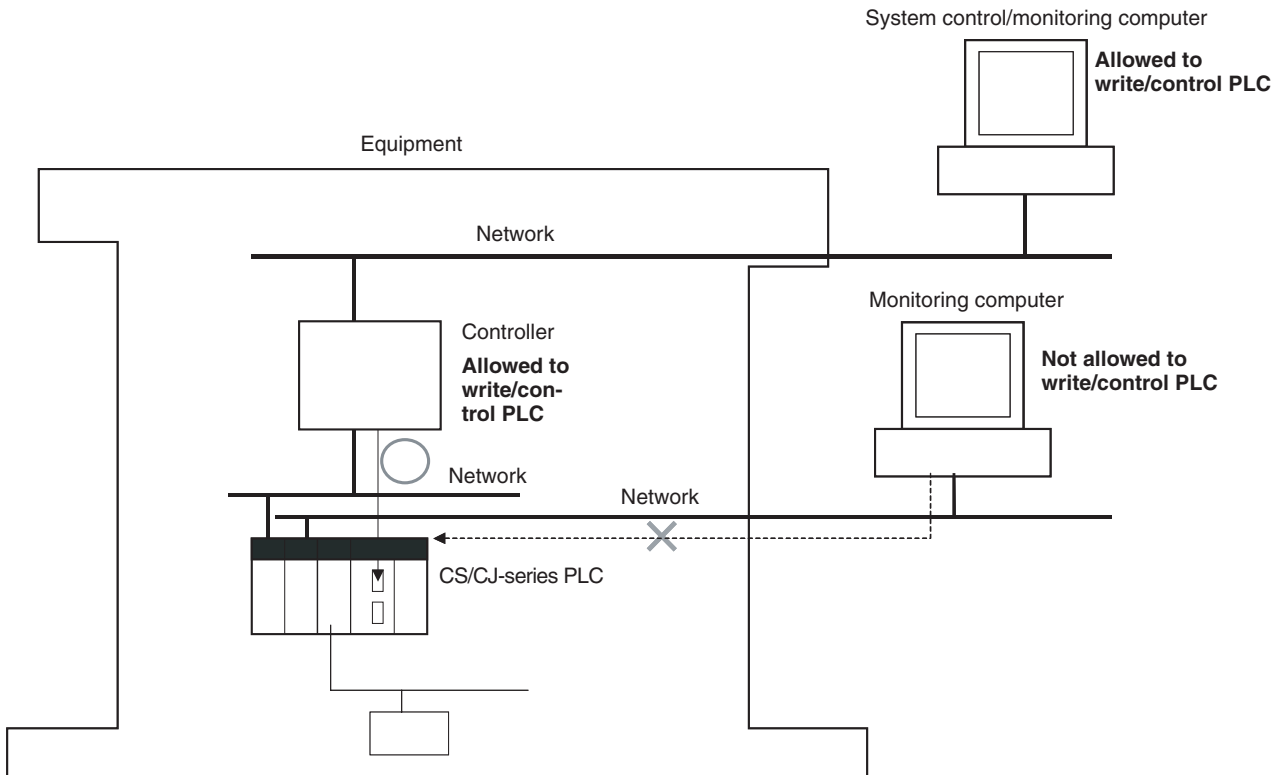 System control/monitoring computer
Allowed to
write/control PLC
Equipment
Network
Monitoring computer
Controller
Allowed to
write/con-
trol PLC
Not allowed to
write/control PLC
Network
Network
CS/CJ-series PLC